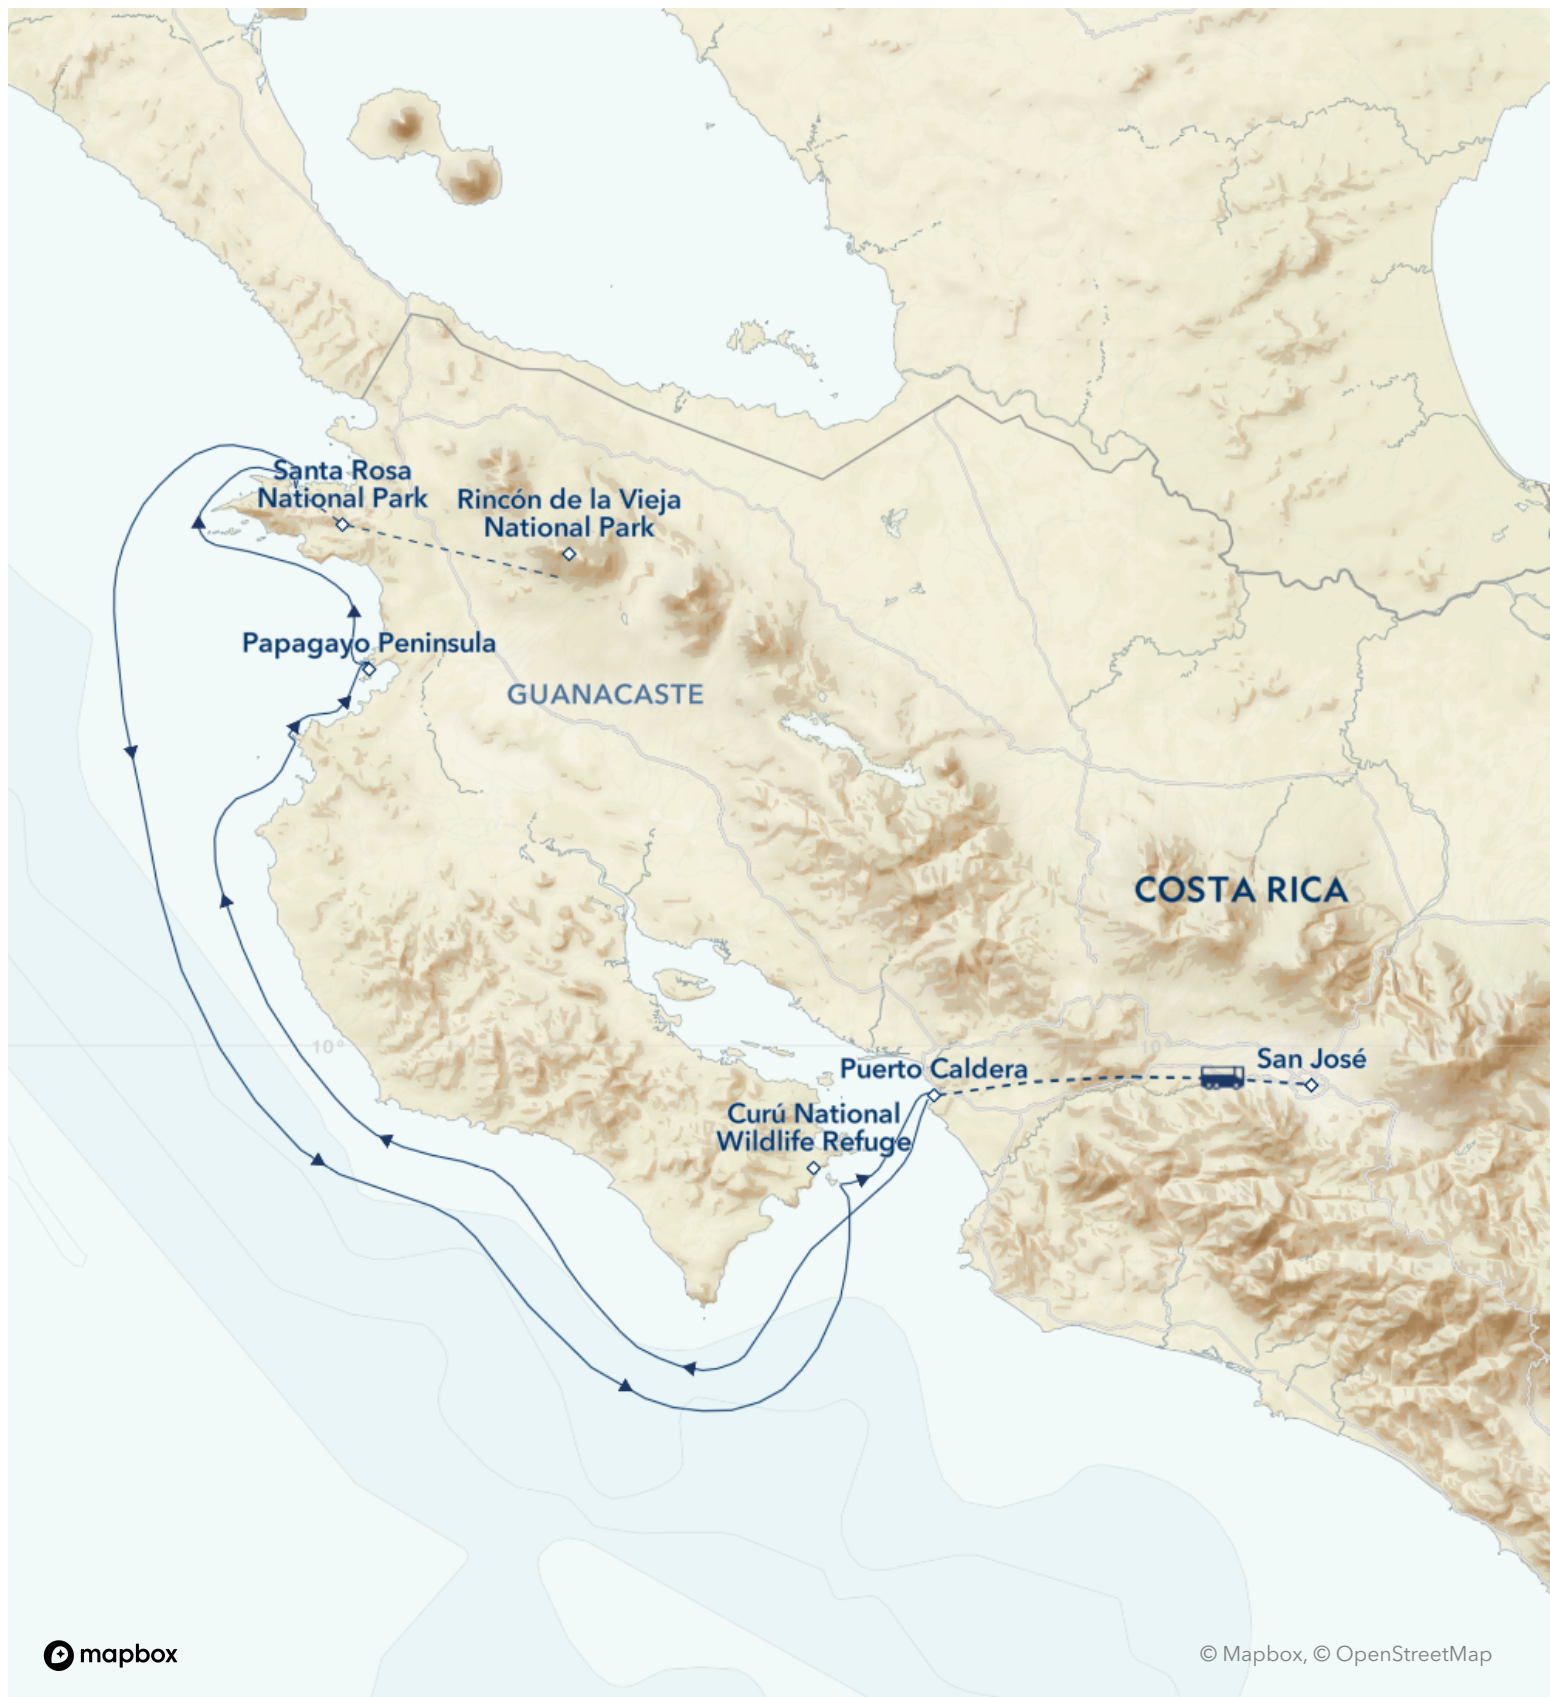 Santa Rosa
National Park
Rincón de la Vieja
National Park
Papagayo Peninsula
GUANACASTE
COSTA RICA
10°
10°
San José
Puerto Caldera
Curú National
Wildlife Refuge
mapbox
© Mapbox, © OpenStreetMap